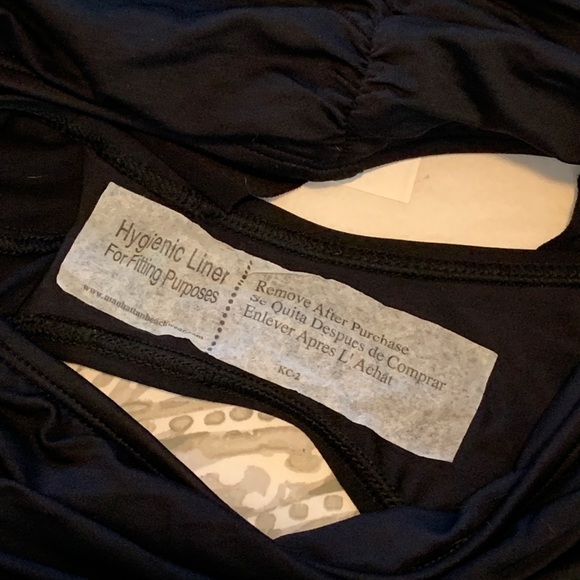 Hygienic Liner
For Fitting Purposes
Remove After Purchase
Se Quita Despues de Comprar
Enlever Apres L' Achat
KC-2